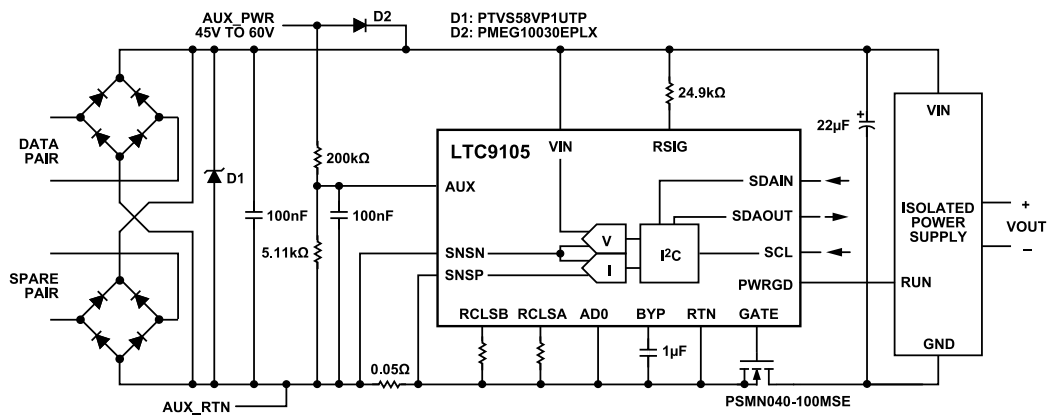 AUX_PWR
45V TO 60V
D2
D1: PTVS58VP1UTP
D2: PMEG10030EPLX
DATA
PAIR
D1
100nF
200kΩ
100nF
5.11kΩ
24.9kΩ
22µF
+
VIN
LTC9105
VIN
RSIG
AUX
SDAIN
SDAOUT
SCL
PWRGD
SNSN
SNSP
V
I
I²C
ISOLATED
POWER
SUPPLY
+
VOUT
–
RUN
GND
SPARE
PAIR
RCLSB
RCLSA
AD0
BYP
RTN
GATE
1µF
0.05Ω
AUX_RTN
PSMN040-100MSE